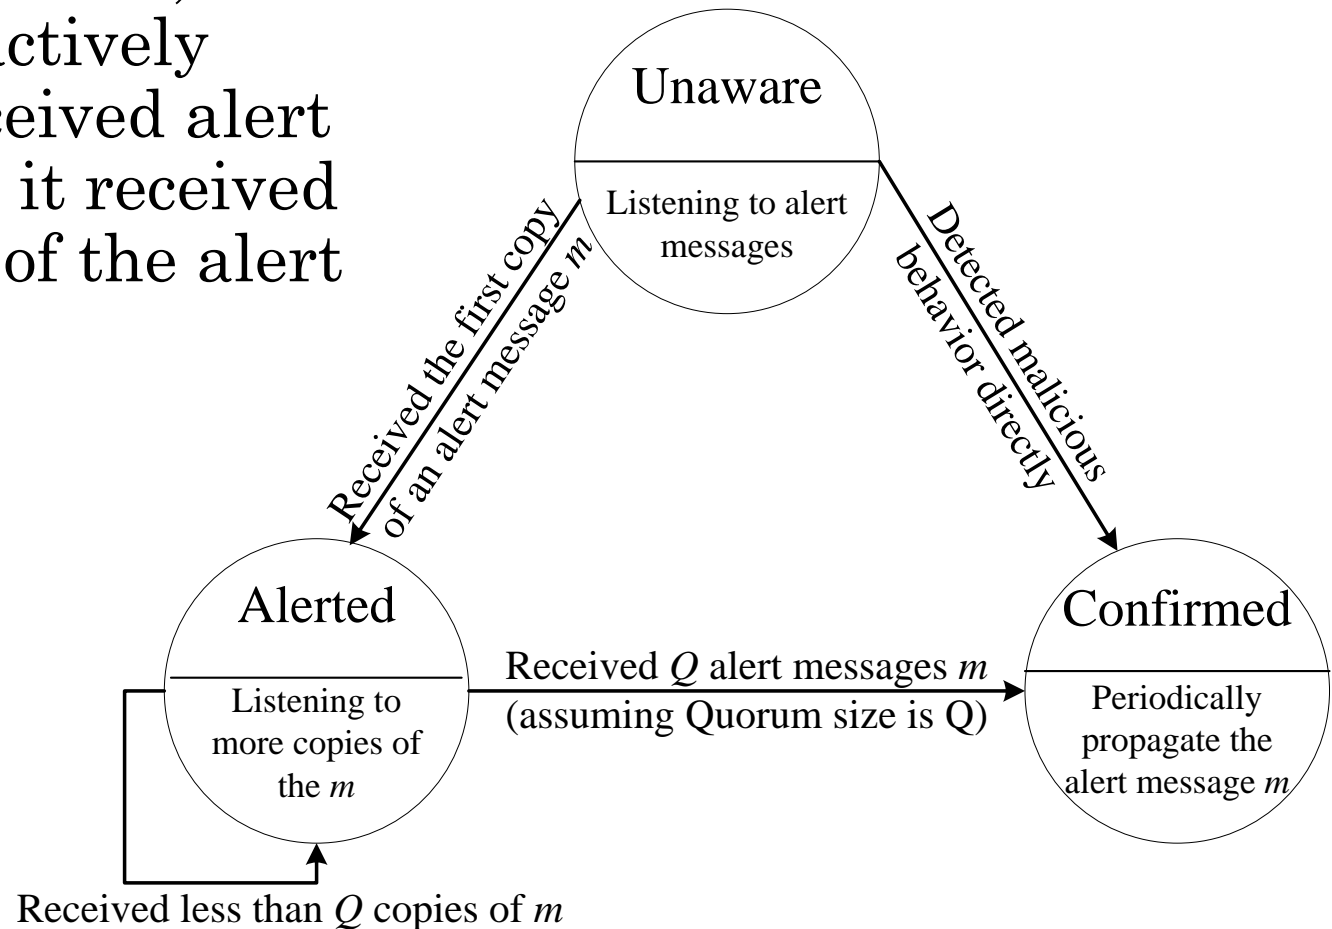 actively
ceived alert
it received
of the alert
Unaware
Listening to alert
messages
Received the first copy
of an alert message m
Detected malicious
behavior directly
Alerted
Listening to
more copies of
the m
Received Q alert messages m
(assuming Quorum size is Q)
Confirmed
Periodically
propagate the
alert message m
Received less than Q copies of m